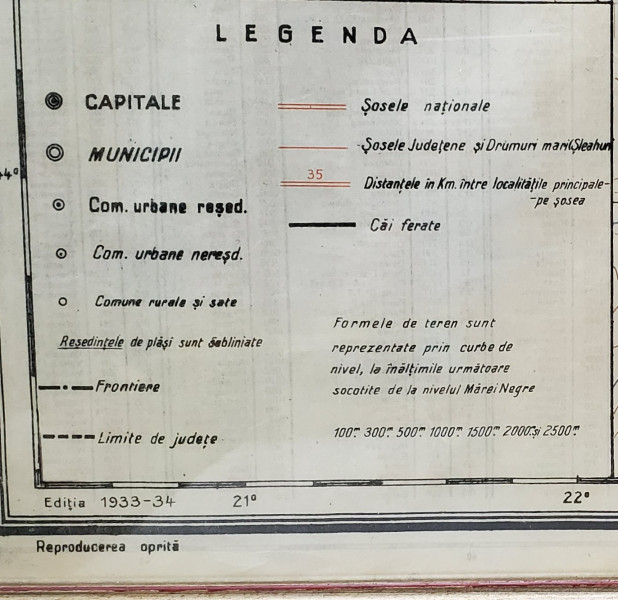 LEGENDA
CAPITALE
MUNICIPII
Com. urbane reșed.
Com. urbane nereșd.
Comune rurale și sate
Reședințele de plăși sunt subliniate
Frontiere
Limite de județe
Șosele naționale
Șosele Județene și Drumuri mari (Șleahuri
35
Distanțele în Km. între localitățile principale-
-pe șosea
Căi ferate
Formele de teren sunt
reprezentate prin curbe de
nivel, la înălțimile următoare
socotite de la nivelul Mărei Negre
100m 300m 500m 1000m 1500m 2000m și 2500m
44°
Ediția 1933-34
21°
22°
Reproducerea oprită